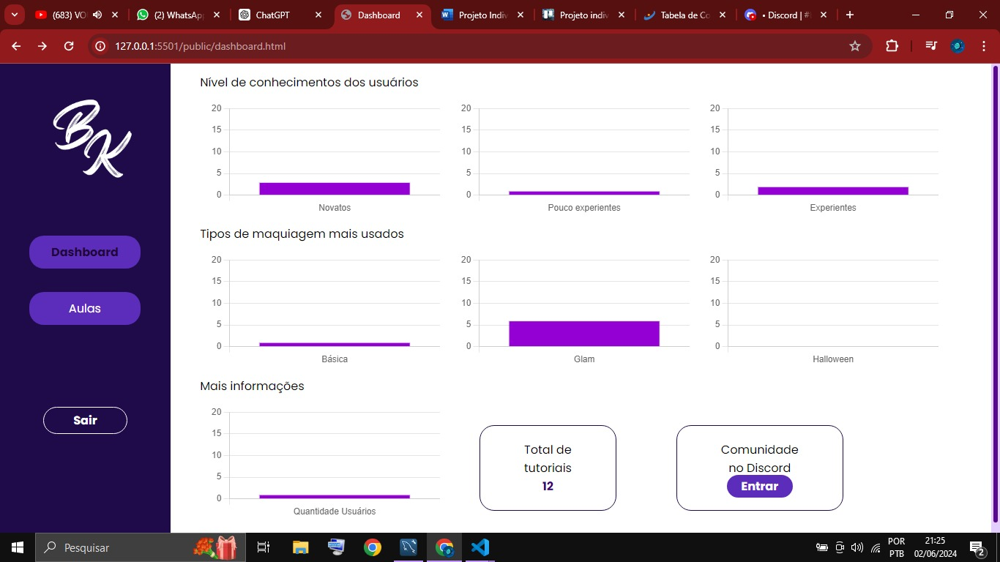 (683) VO
(2) WhatsAp
ChatGPT
Dashboard
Projeto Indiv
Projeto indiv
Tabela de Co
• Discord | #
127.0.0.1:5501/public/dashboard.html
BK
Dashboard
Aulas
Sair
Nível de conhecimentos dos usuários
20 20 20
15 15 15
10 10 10
5 5 5
0 0 0
Novatos Pouco experientes Experientes
Tipos de maquiagem mais usados
20 20 20
15 15 15
10 10 10
5 5 5
0 0 0
Básica Glam Halloween
Mais informações
20
15
10
5
0
Quantidade Usuários
Total de
tutoriais
12
Comunidade
no Discord
Entrar
Pesquisar
POR
PTB
21:25
02/06/2024
2